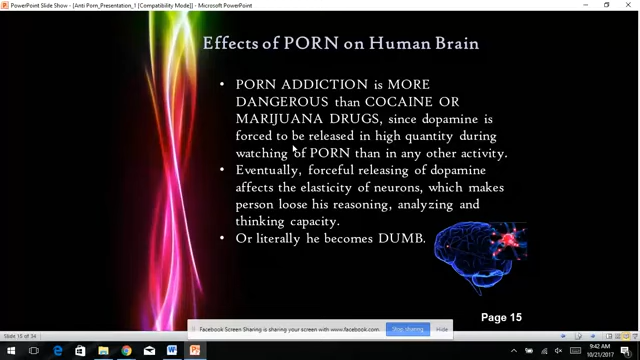 PowerPoint Slide Show - [Anti Porn_Presentation_1 [Compatibility Mode]] - Microsoft PowerPoint
Effects of PORN on Human Brain
• PORN ADDICTION is MORE
DANGEROUS than COCAINE OR
MARIJUANA DRUGS, since dopamine is
forced to be released in high quantity during
watching of PORN than in any other activity.
• Eventually, forceful releasing of dopamine
affects the elasticity of neurons, which makes
person loose his reasoning, analyzing and
thinking capacity.
• Or literally he becomes DUMB.
Page 15
Facebook Screen Sharing is sharing your screen with www.facebook.com.
Stop sharing
Hide
Slide 15 of 34
9:42 AM
10/21/2017